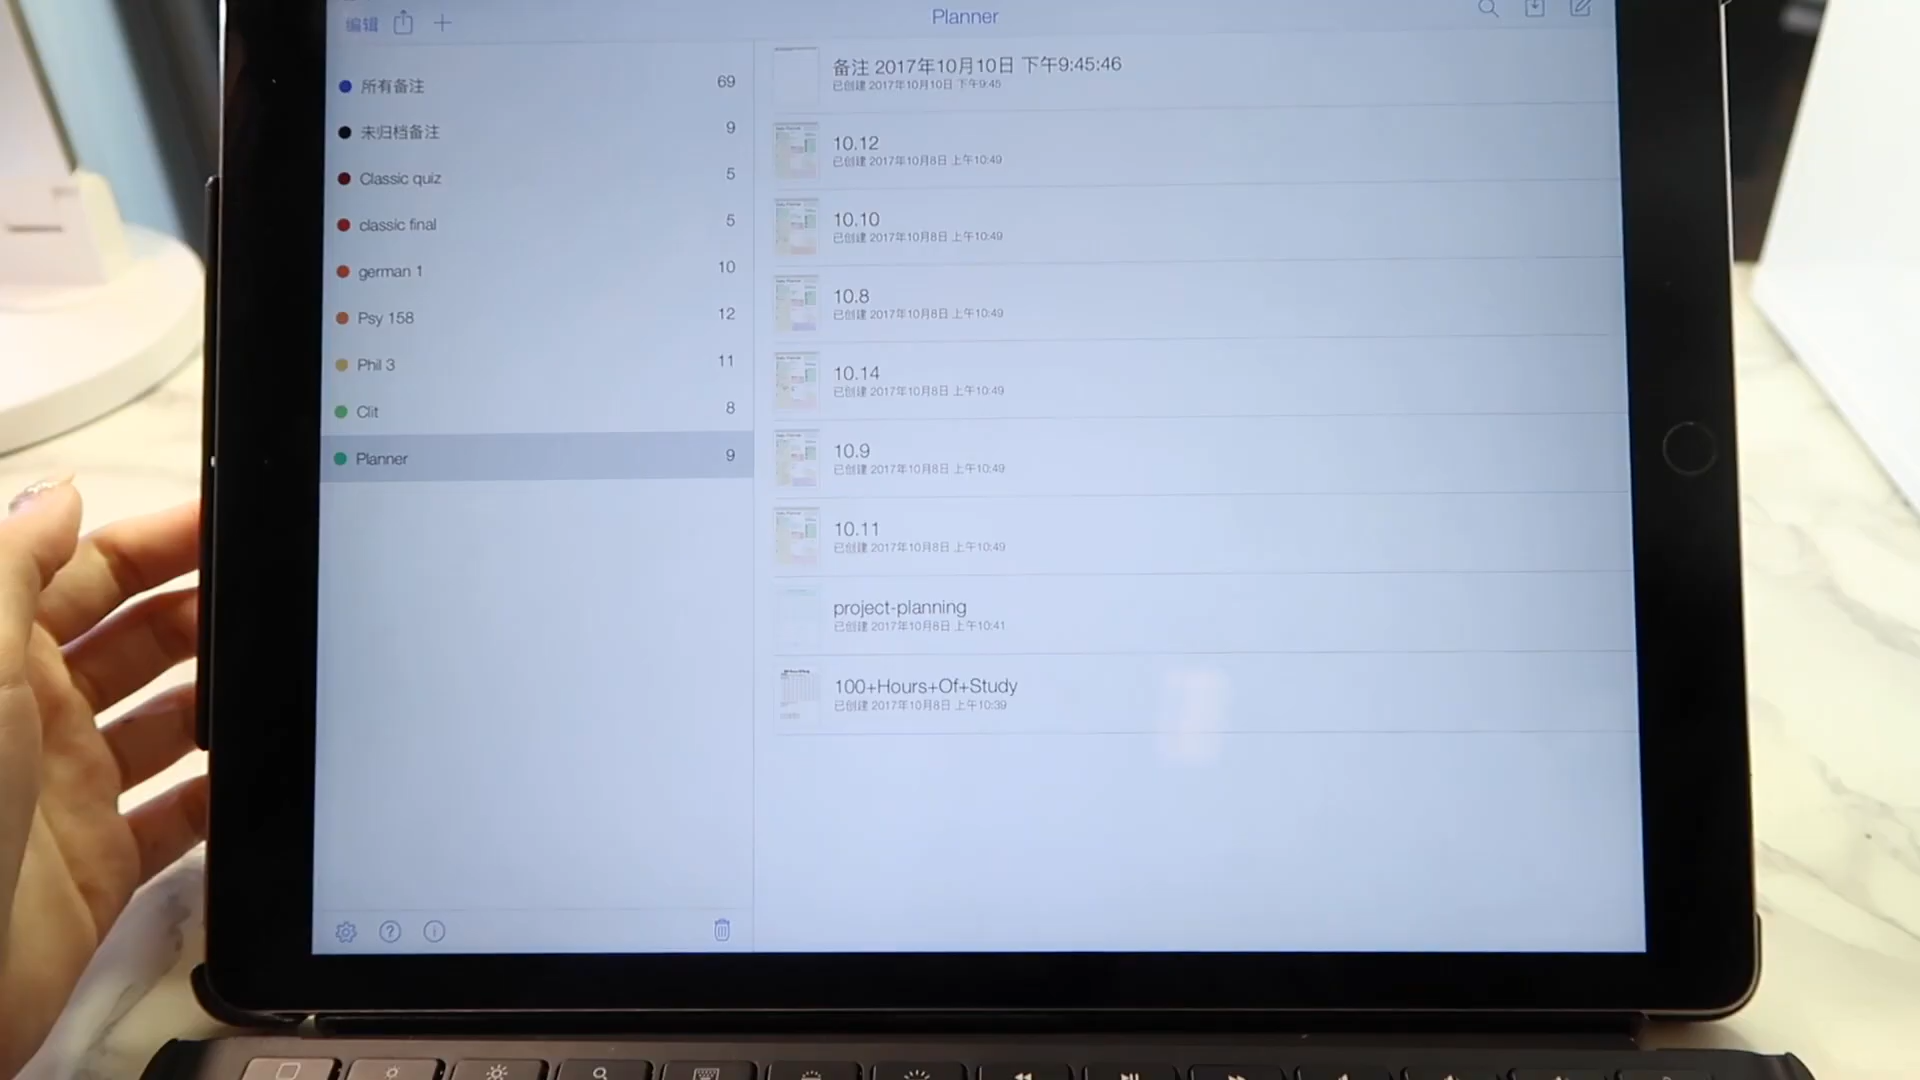 编辑
Planner
所有备注 69
未归档备注 9
Classic quiz 5
classic final 5
german 1 10
Psy 158 12
Phil 3 11
Clit 8
Planner 9
备注 2017年10月10日 下午9:45:46
已创建 2017年10月10日 下午9:45
10.12
已创建 2017年10月8日 上午10:49
10.10
已创建 2017年10月8日 上午10:49
10.8
已创建 2017年10月8日 上午10:49
10.14
已创建 2017年10月8日 上午10:49
10.9
已创建 2017年10月8日 上午10:49
10.11
已创建 2017年10月8日 上午10:49
project-planning
已创建 2017年10月8日 上午10:41
100+Hours+Of+Study
已创建 2017年10月8日 上午10:39